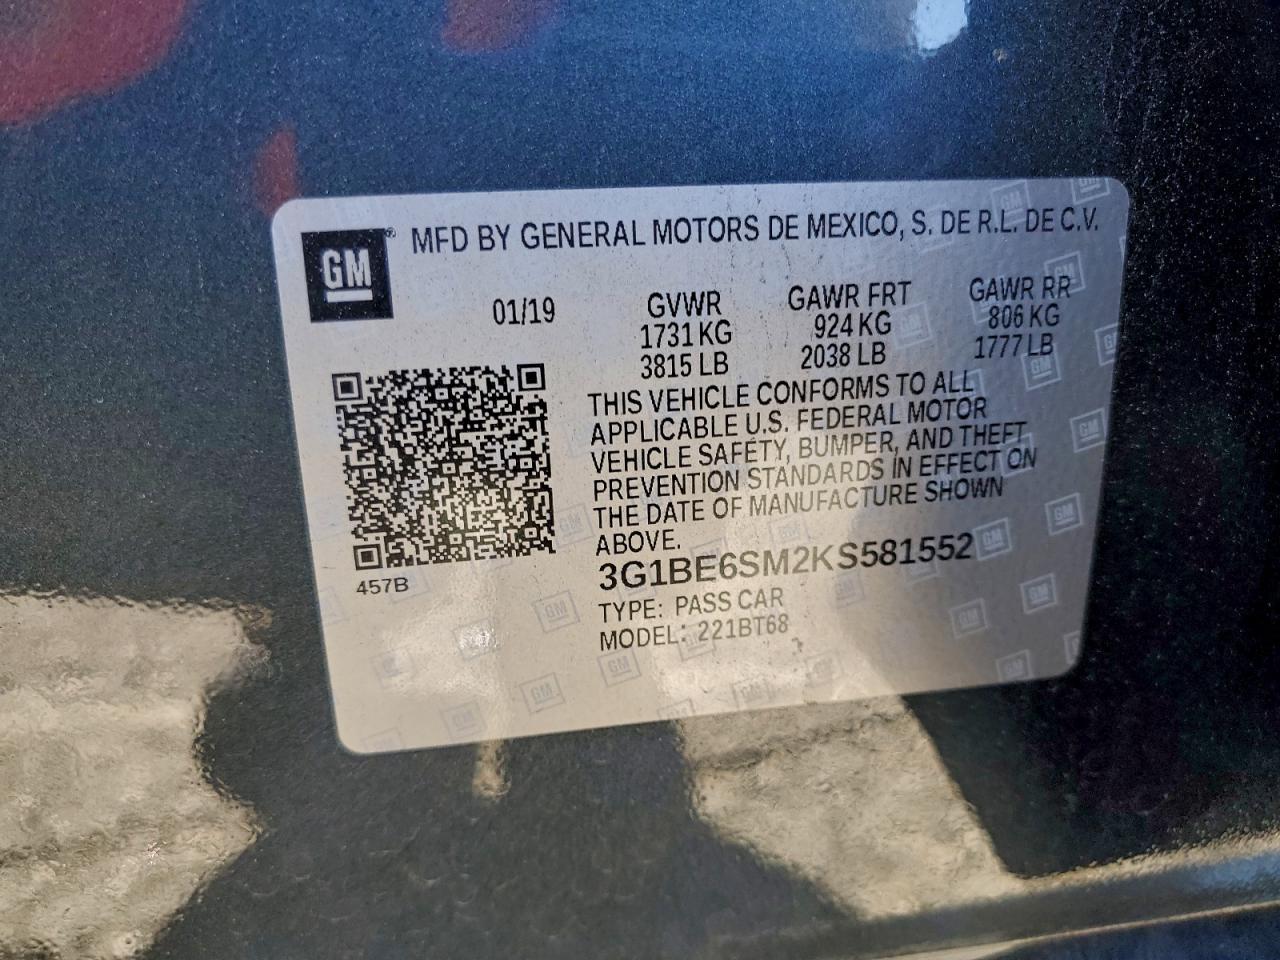 GM® MFD BY GENERAL MOTORS DE MEXICO, S. DE R.L. DE C.V.
01/19 GVWR GAWR FRT GAWR RR
1731 KG 924 KG 806 KG
3815 LB 2038 LB 1777 LB
THIS VEHICLE CONFORMS TO ALL
APPLICABLE U.S. FEDERAL MOTOR
VEHICLE SAFETY, BUMPER, AND THEFT
PREVENTION STANDARDS IN EFFECT ON
THE DATE OF MANUFACTURE SHOWN
ABOVE.
457B
3G1BE6SM2KS581552
TYPE: PASS CAR
MODEL: 221BT68